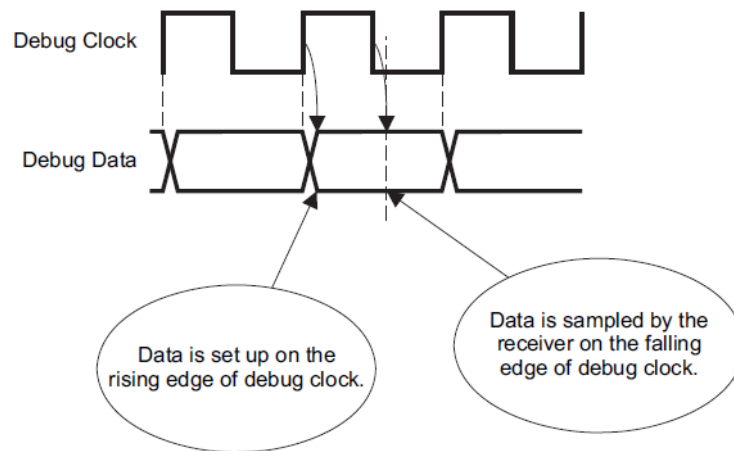 Debug Clock
Debug Data
Data is set up on the
rising edge of debug clock.
Data is sampled by the
receiver on the falling
edge of debug clock.